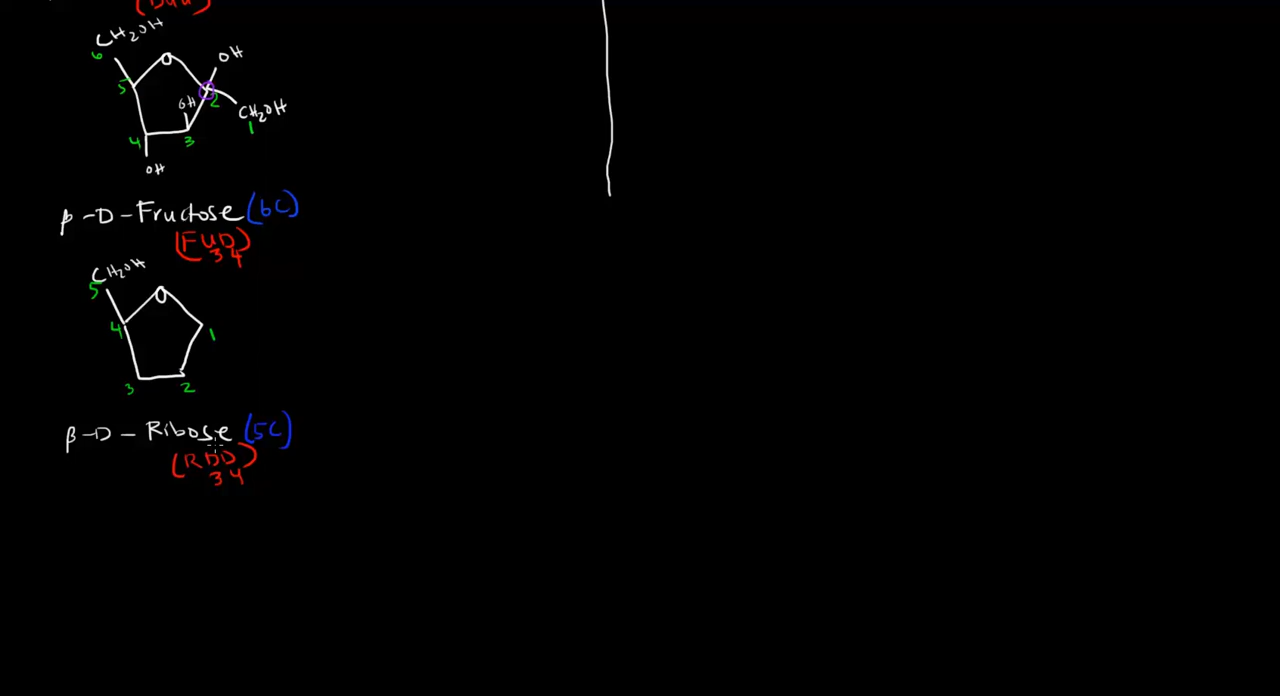 CH2OH
6
O
OH
5
2
OH
CH2OH
1
4
3
OH
β-D-Fructose (6C)
(FUD)
3 4
CH2OH
5
O
4
1
3
2
β-D-Ribose (5C)
(RDD)
3 4